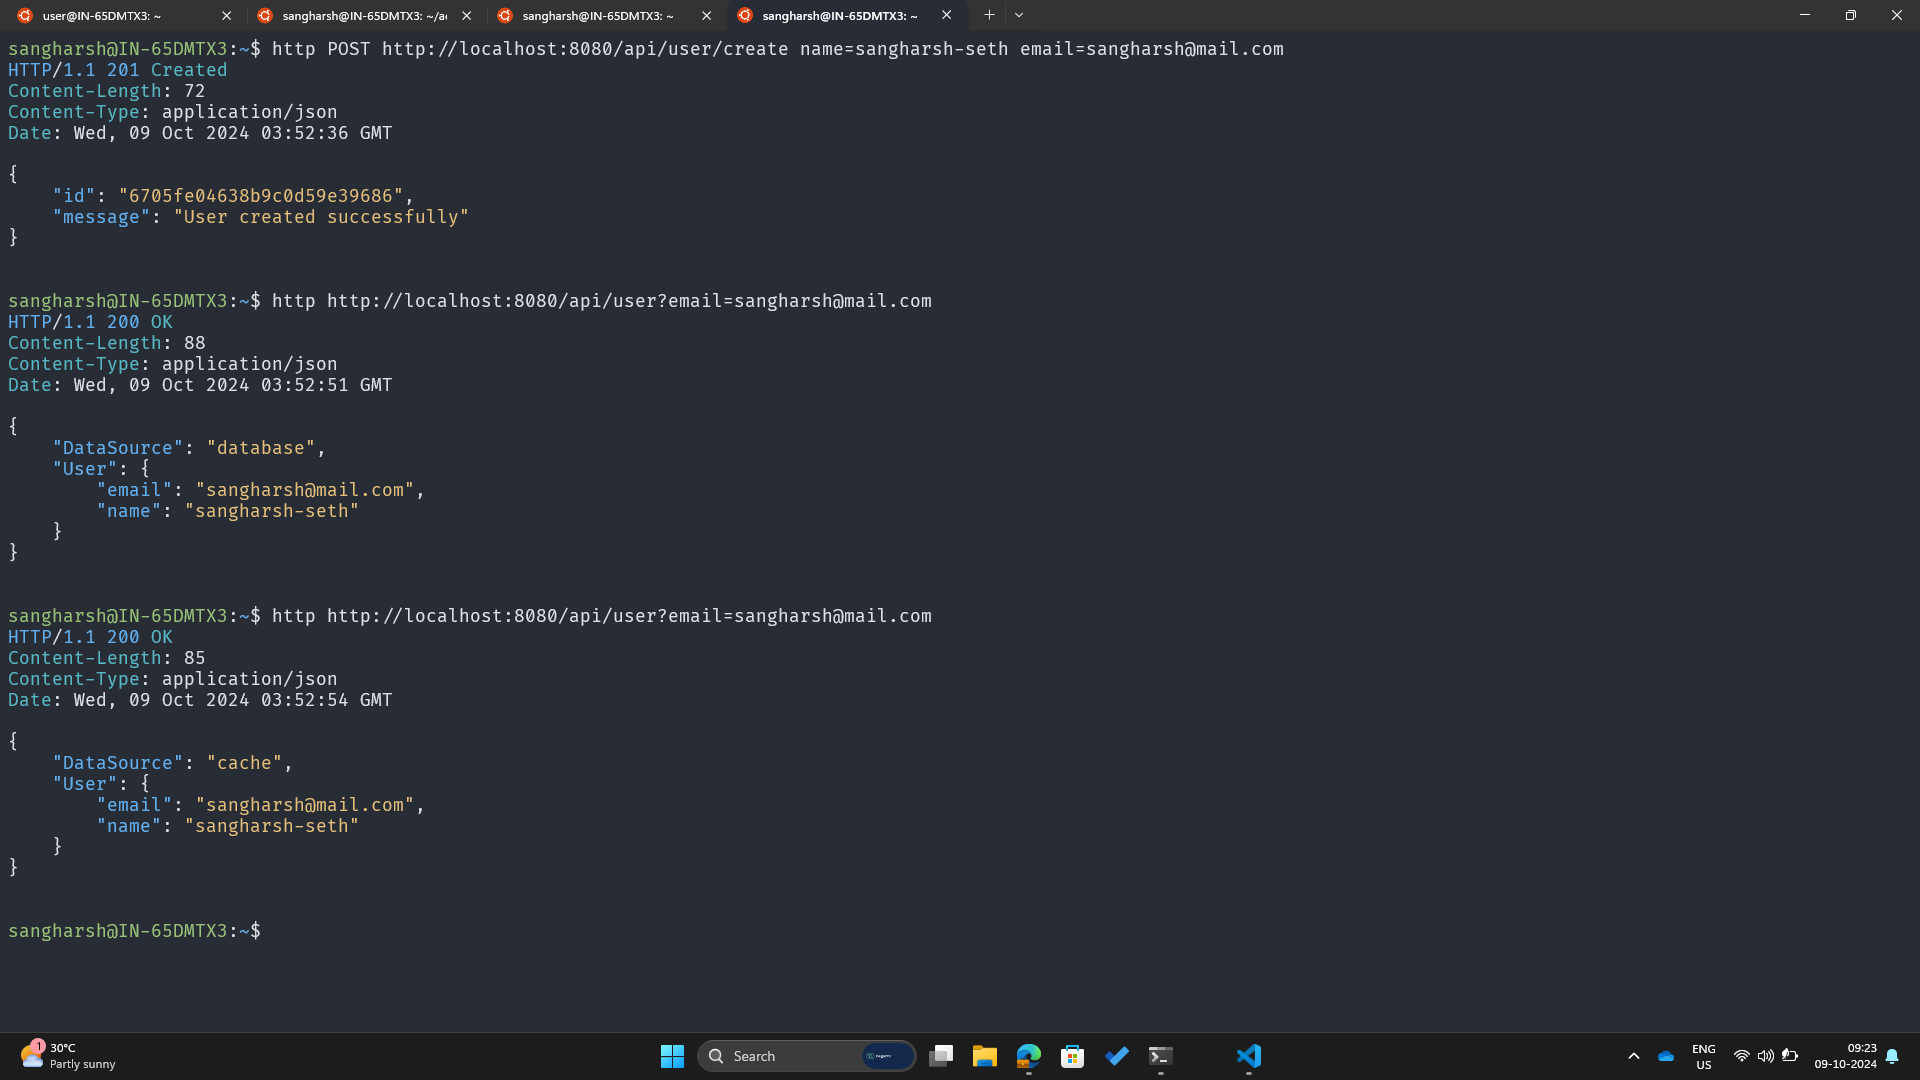 user@IN-65DMTX3: ~
sangharsh@IN-65DMTX3: ~/ac
sangharsh@IN-65DMTX3: ~
sangharsh@IN-65DMTX3: ~
sangharsh@IN-65DMTX3:~$ http POST http://localhost:8080/api/user/create name=sangharsh-seth email=sangharsh@mail.com
HTTP/1.1 201 Created
Content-Length: 72
Content-Type: application/json
Date: Wed, 09 Oct 2024 03:52:36 GMT
{
    "id": "6705fe04638b9c0d59e39686",
    "message": "User created successfully"
}
sangharsh@IN-65DMTX3:~$ http http://localhost:8080/api/user?email=sangharsh@mail.com
HTTP/1.1 200 OK
Content-Length: 88
Content-Type: application/json
Date: Wed, 09 Oct 2024 03:52:51 GMT
{
    "DataSource": "database",
    "User": {
        "email": "sangharsh@mail.com",
        "name": "sangharsh-seth"
    }
}
sangharsh@IN-65DMTX3:~$ http http://localhost:8080/api/user?email=sangharsh@mail.com
HTTP/1.1 200 OK
Content-Length: 85
Content-Type: application/json
Date: Wed, 09 Oct 2024 03:52:54 GMT
{
    "DataSource": "cache",
    "User": {
        "email": "sangharsh@mail.com",
        "name": "sangharsh-seth"
    }
}
sangharsh@IN-65DMTX3:~$
1
30°C
Partly sunny
Search
ENG
US
09:23
09-10-2024